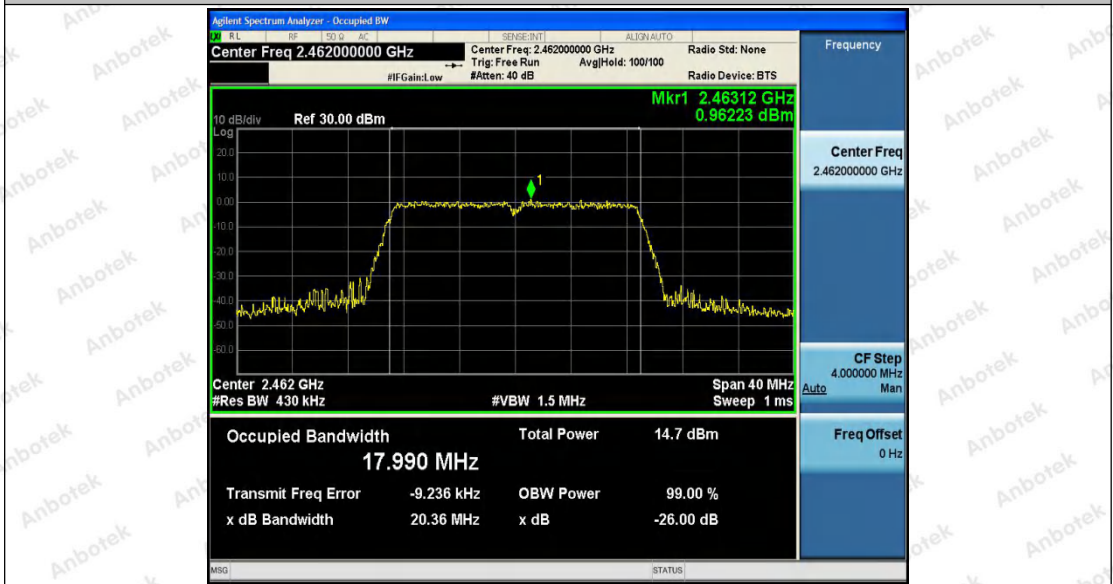 Agilent Spectrum Analyzer - Occupied BW
LXI RL RF 50 Ω AC SENSE:INT ALIGN AUTO
Center Freq 2.462000000 GHz
Center Freq: 2.462000000 GHz
Radio Std: None
Trig: Free Run Avg|Hold: 100/100
#IFGain:Low #Atten: 40 dB Radio Device: BTS
Mkr1 2.46312 GHz
0.96223 dBm
10 dB/div Ref 30.00 dBm
Log
20.0
10.0
0.00
-10.0
-20.0
-30.0
-40.0
-50.0
-60.0
1
Center 2.462 GHz Span 40 MHz
#Res BW 430 kHz #VBW 1.5 MHz Sweep 1 ms
Occupied Bandwidth Total Power 14.7 dBm
17.990 MHz
Transmit Freq Error -9.236 kHz OBW Power 99.00 %
x dB Bandwidth 20.36 MHz x dB -26.00 dB
MSG STATUS
Frequency
Center Freq
2.462000000 GHz
CF Step
4.000000 MHz
Auto Man
Freq Offset
0 Hz
Anbotek